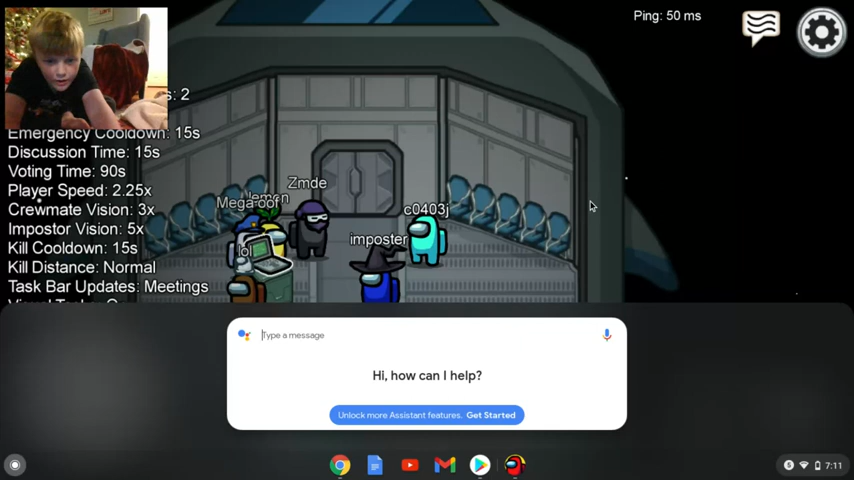 Ping: 50 ms
s: 2
Emergency Cooldown: 15s
Discussion Time: 15s
Voting Time: 90s
Player Speed: 2.25x
Crewmate Vision: 3x
Impostor Vision: 5x
Kill Cooldown: 15s
Kill Distance: Normal
Task Bar Updates: Meetings
Zmde
lemon
Mega oof
c0403j
lol
imposter
Type a message
Hi, how can I help?
Unlock more Assistant features. Get Started
7:11